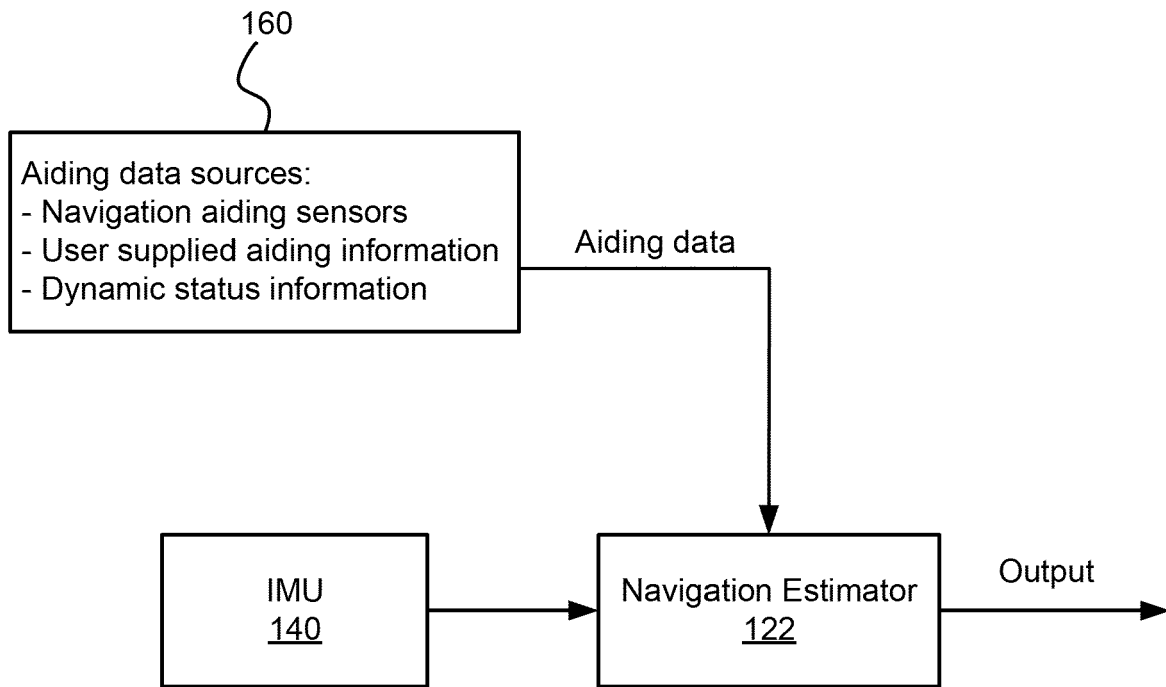 160
Aiding data sources:
- Navigation aiding sensors
- User supplied aiding information
- Dynamic status information
Aiding data
IMU
140
Navigation Estimator
122
Output